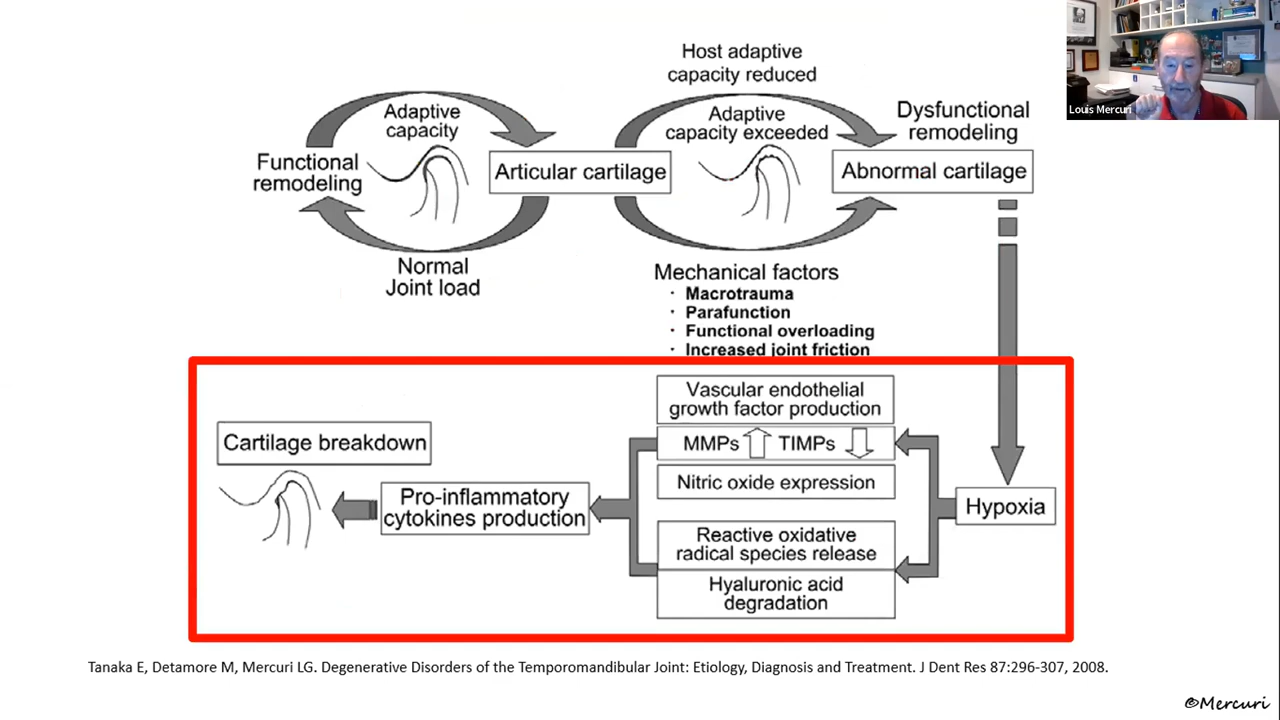 Host adaptive
capacity reduced
Louis Mercuri
Adaptive
capacity
Adaptive
capacity exceeded
Dysfunctional
remodeling
Functional
remodeling
Articular cartilage
Abnormal cartilage
Normal
Joint load
Mechanical factors
· Macrotrauma
· Parafunction
· Functional overloading
· Increased joint friction
Vascular endothelial
growth factor production
MMPs TIMPs
Nitric oxide expression
Reactive oxidative
radical species release
Hyaluronic acid
degradation
Hypoxia
Pro-inflammatory
cytokines production
Cartilage breakdown
Tanaka E, Detamore M, Mercuri LG. Degenerative Disorders of the Temporomandibular Joint: Etiology, Diagnosis and Treatment. J Dent Res 87:296-307, 2008.
©Mercuri